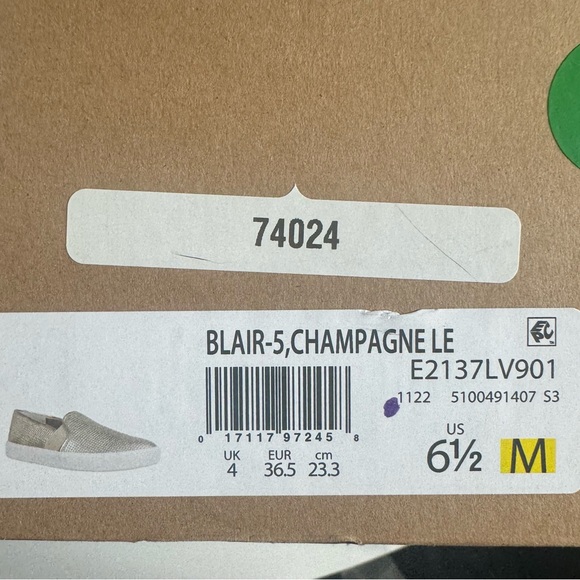 74024
BLAIR-5,CHAMPAGNE LE
E2137LV901
1122 5100491407 S3
0 17117 97245 8
UK EUR cm
4 36.5 23.3
US
6½ M